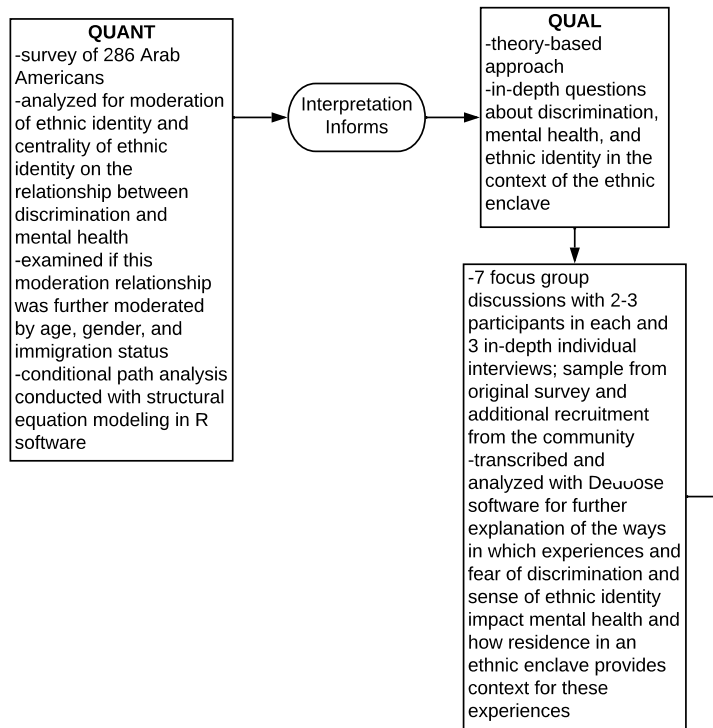 QUANT
-survey of 286 Arab
Americans
-analyzed for moderation
of ethnic identity and
centrality of ethnic
identity on the
relationship between
discrimination and
mental health
-examined if this
moderation relationship
was further moderated
by age, gender, and
immigration status
-conditional path analysis
conducted with structural
equation modeling in R
software
Interpretation
Informs
QUAL
-theory-based
approach
-in-depth questions
about discrimination,
mental health, and
ethnic identity in the
context of the ethnic
enclave
-7 focus group
discussions with 2-3
participants in each and
3 in-depth individual
interviews; sample from
original survey and
additional recruitment
from the community
-transcribed and
analyzed with Dedoose
software for further
explanation of the ways
in which experiences and
fear of discrimination and
sense of ethnic identity
impact mental health and
how residence in an
ethnic enclave provides
context for these
experiences